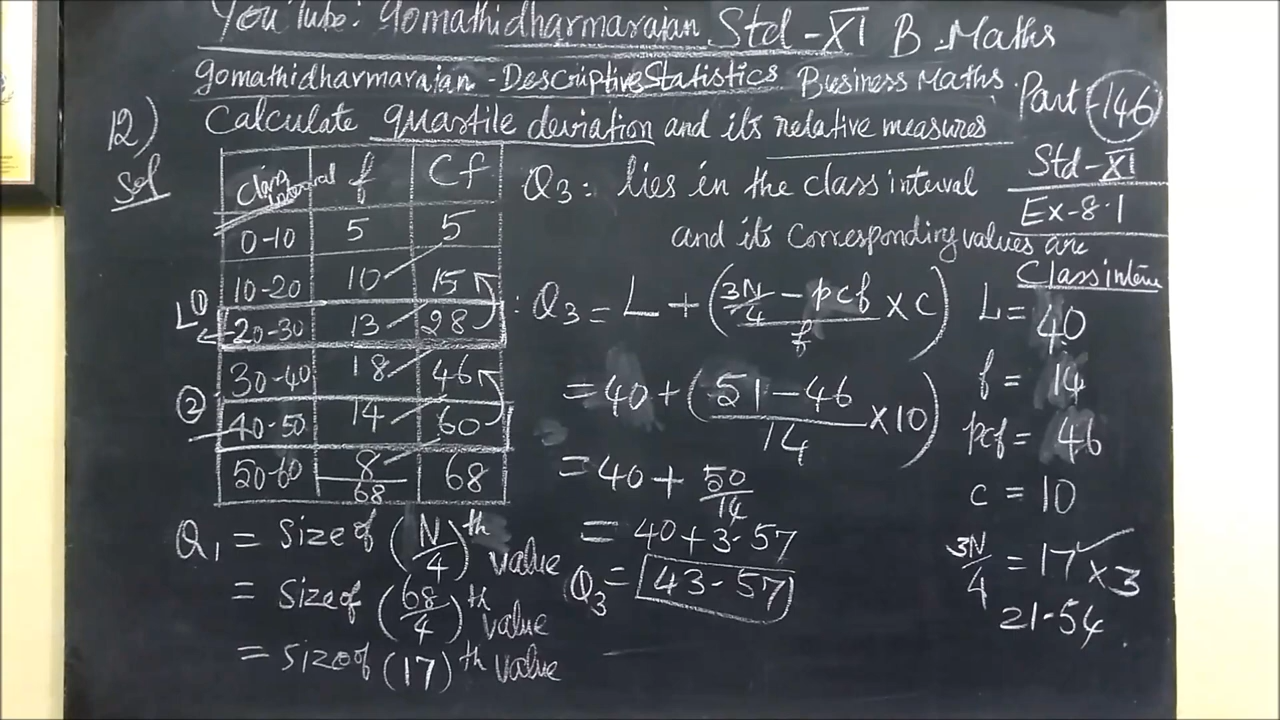 YouTube: gomathidharmarajan Std-XI B.Maths
gomathidharmarajan - Descriptive Statistics Business Maths. Part-146
12) Calculate quartile deviation and its relative measures
Sol
Class interval f Cf
0-10 5 5
10-20 10 15
L ① 20-30 13 28
30-40 18 46
② 40-50 14 60
50-60 8 68
68
Q1 = Size of (N/4)th value
= Size of (68/4)th value
= Size of (17)th value
Q3: lies in the class interval
and its corresponding values are
: Q3 = L + (3N/4 - pcf / f × c)
= 40 + (51-46 / 14 × 10)
= 40 + 50/14
= 40 + 3.57
Q3 = 43.57
Std-XI
Ex-8.1
Class inter
L = 40
f = 14
pcf = 46
c = 10
3N/4 = 17 × 3
21.54